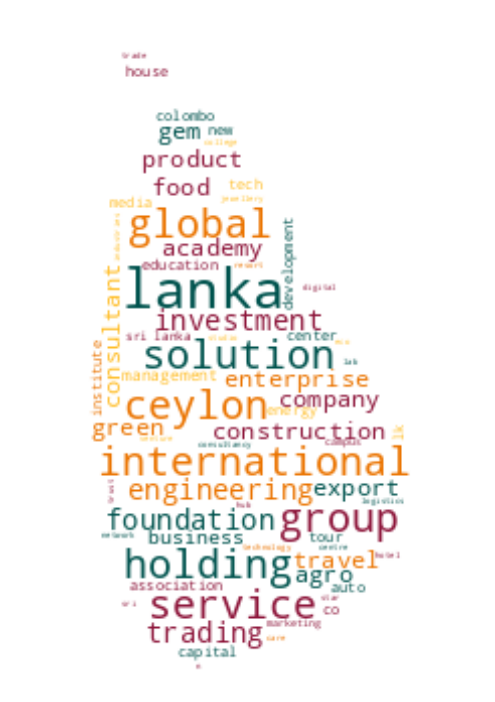 trade
house
colombo
gem new
college
product
food tech
jewellery
media
global
academy
development
education resort
lanka
digital
consultant
investment
sri lanka center
solution
lab
institute
management enterprise
ceylon company
energy
green construction
lk
campus
consultancy
international
engineering export
trust
logistics
hub
foundation group
network business tour
technology centre
holding travel hotel
agro
association auto
sri service star
co
trading marketing
care
capital